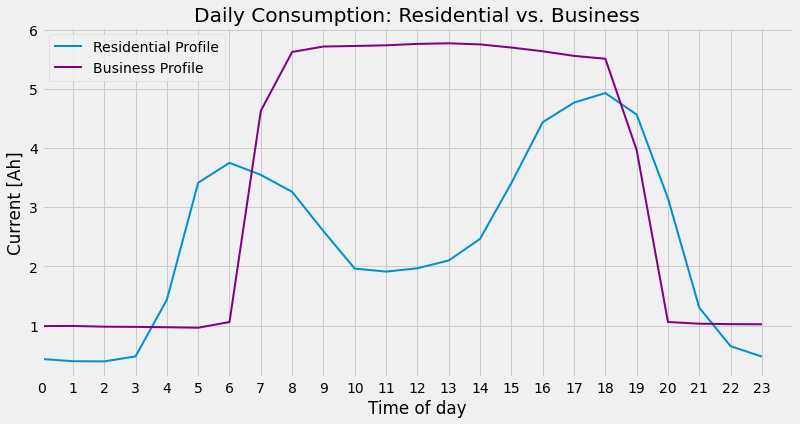 Daily Consumption: Residential vs. Business
Residential Profile
Business Profile
Current [Ah]
6
5
4
3
2
1
0 1 2 3 4 5 6 7 8 9 10 11 12 13 14 15 16 17 18 19 20 21 22 23
Time of day